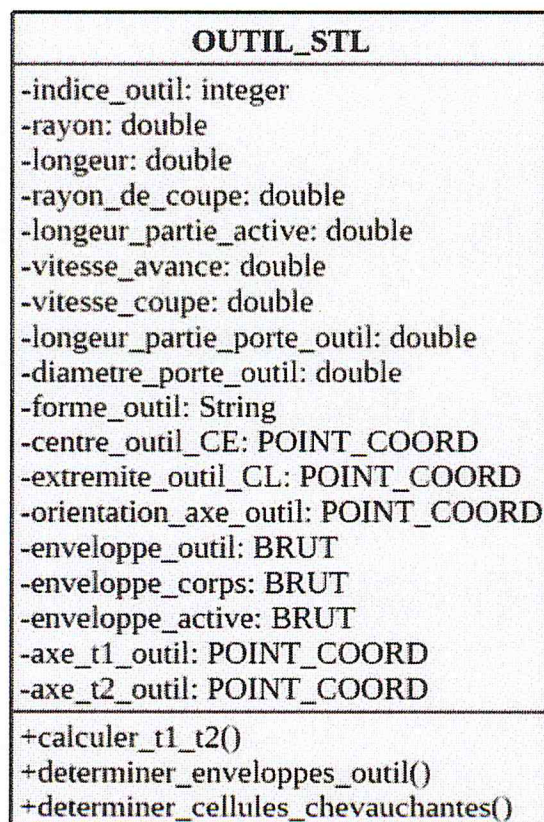 OUTIL_STL
-indice_outil: integer
-rayon: double
-longeur: double
-rayon_de_coupe: double
-longeur_partie_active: double
-vitesse_avance: double
-vitesse_coupe: double
-longeur_partie_porte_outil: double
-diametre_porte_outil: double
-forme_outil: String
-centre_outil_CE: POINT_COORD
-extremite_outil_CL: POINT_COORD
-orientation_axe_outil: POINT_COORD
-enveloppe_outil: BRUT
-enveloppe_corps: BRUT
-enveloppe_active: BRUT
-axe_t1_outil: POINT_COORD
-axe_t2_outil: POINT_COORD
+calculer_t1_t2()
+determiner_enveloppes_outil()
+determiner_cellules_chevauchantes()